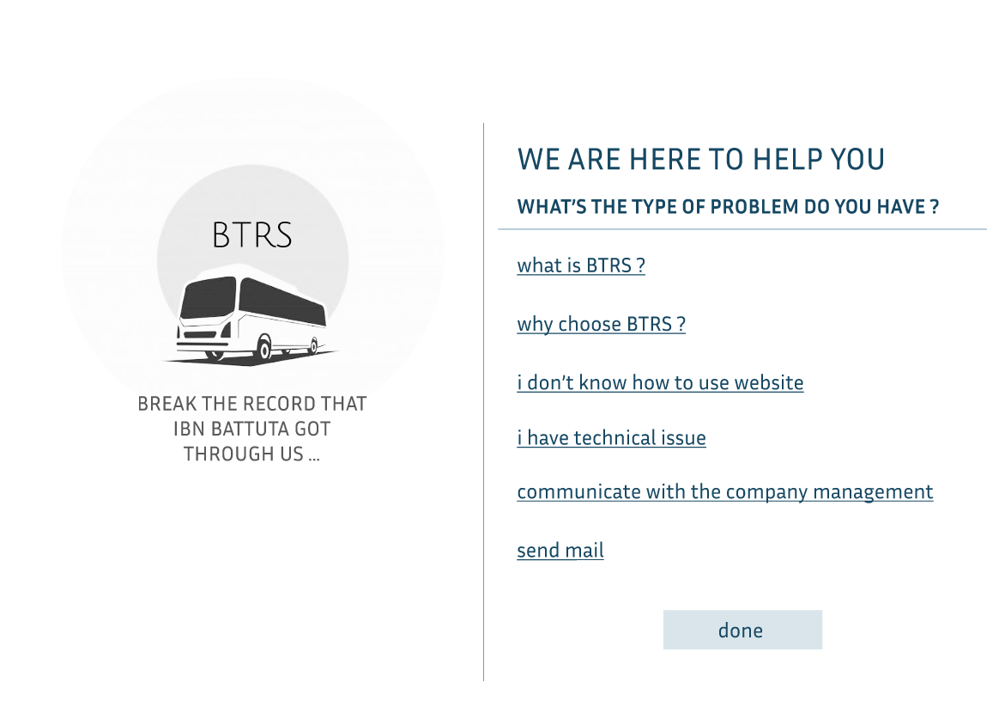 BTRS
BREAK THE RECORD THAT
IBN BATTUTA GOT
THROUGH US ...
WE ARE HERE TO HELP YOU
WHAT'S THE TYPE OF PROBLEM DO YOU HAVE ?
what is BTRS ?
why choose BTRS ?
i don't know how to use website
i have technical issue
communicate with the company management
send mail
done